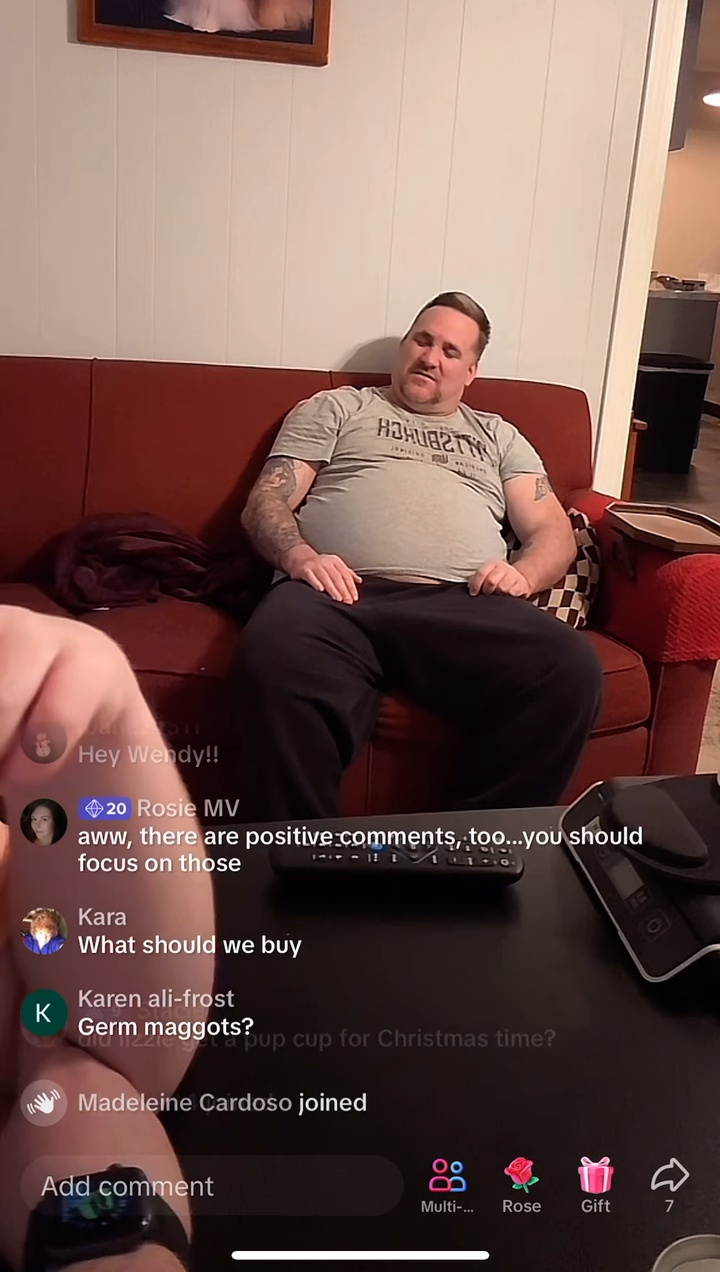 PITTSBURGH
Hey Wendy!!
20 Rosie MV
aww, there are positive comments, too...you should
focus on those
Kara
What should we buy
K
Karen ali-frost
Germ maggots?
did lizzie get a pup cup for Christmas time?
Madeleine Cardoso joined
Add comment
Multi-...
Rose
Gift
7